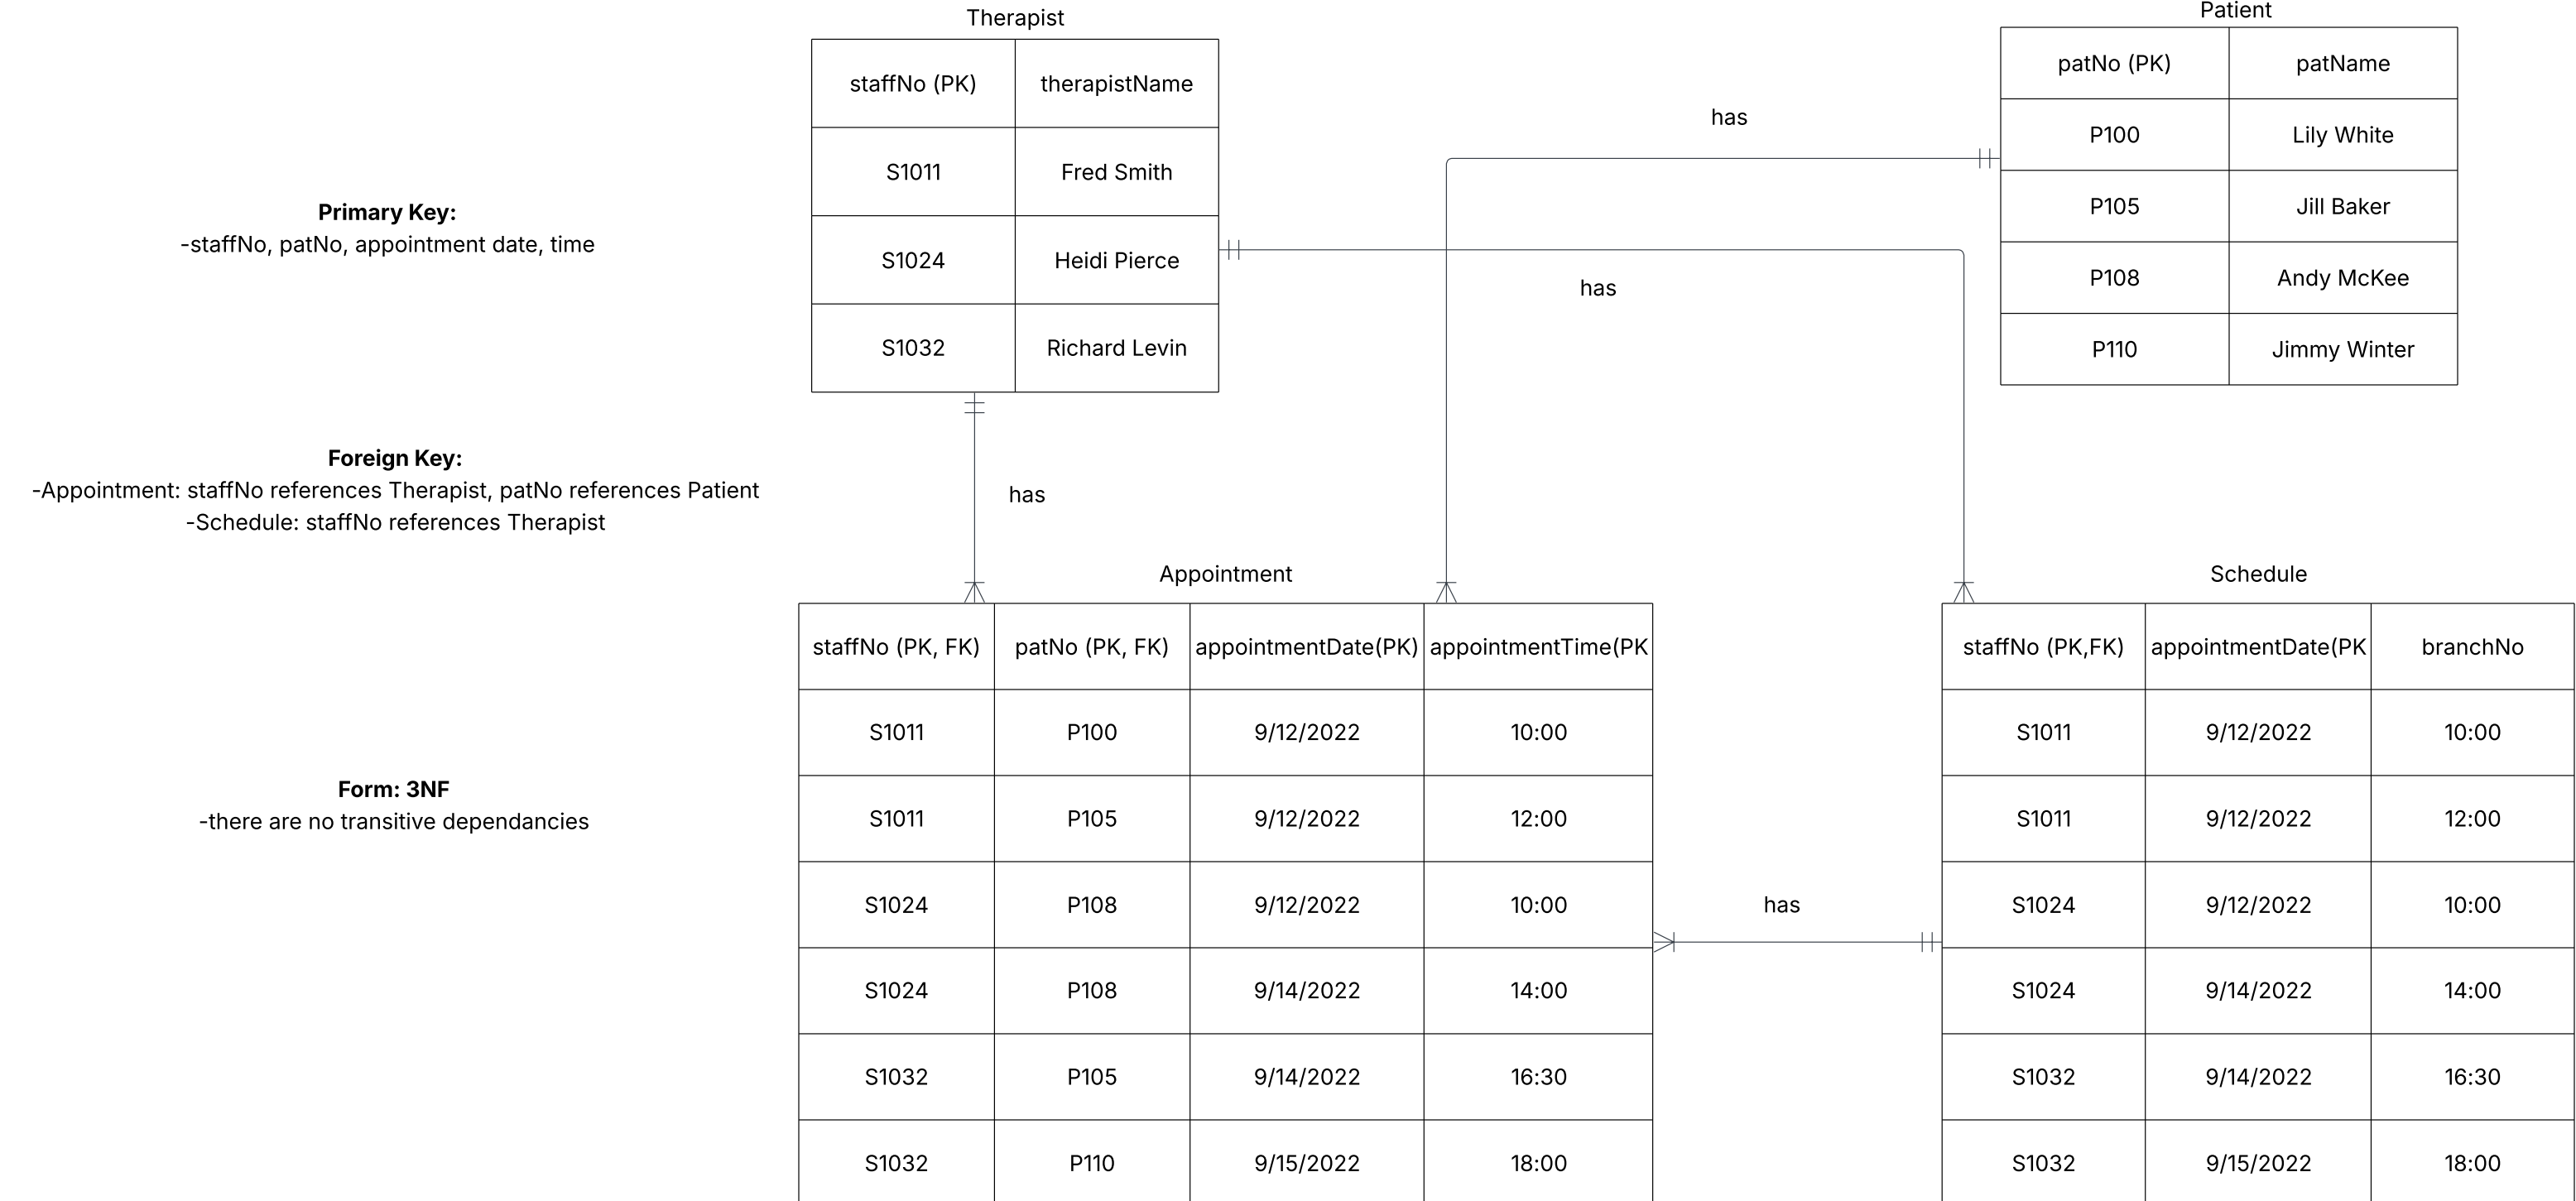 Therapist
staffNo (PK) therapistName
S1011 Fred Smith
S1024 Heidi Pierce
S1032 Richard Levin
Patient
patNo (PK) patName
P100 Lily White
P105 Jill Baker
P108 Andy McKee
P110 Jimmy Winter
has
has
has
Primary Key:
-staffNo, patNo, appointment date, time
Foreign Key:
-Appointment: staffNo references Therapist, patNo references Patient
-Schedule: staffNo references Therapist
Form: 3NF
-there are no transitive dependancies
Appointment
staffNo (PK, FK) patNo (PK, FK) appointmentDate(PK) appointmentTime(PK
S1011 P100 9/12/2022 10:00
S1011 P105 9/12/2022 12:00
S1024 P108 9/12/2022 10:00
S1024 P108 9/14/2022 14:00
S1032 P105 9/14/2022 16:30
S1032 P110 9/15/2022 18:00
has
Schedule
staffNo (PK,FK) appointmentDate(PK branchNo
S1011 9/12/2022 10:00
S1011 9/12/2022 12:00
S1024 9/12/2022 10:00
S1024 9/14/2022 14:00
S1032 9/14/2022 16:30
S1032 9/15/2022 18:00